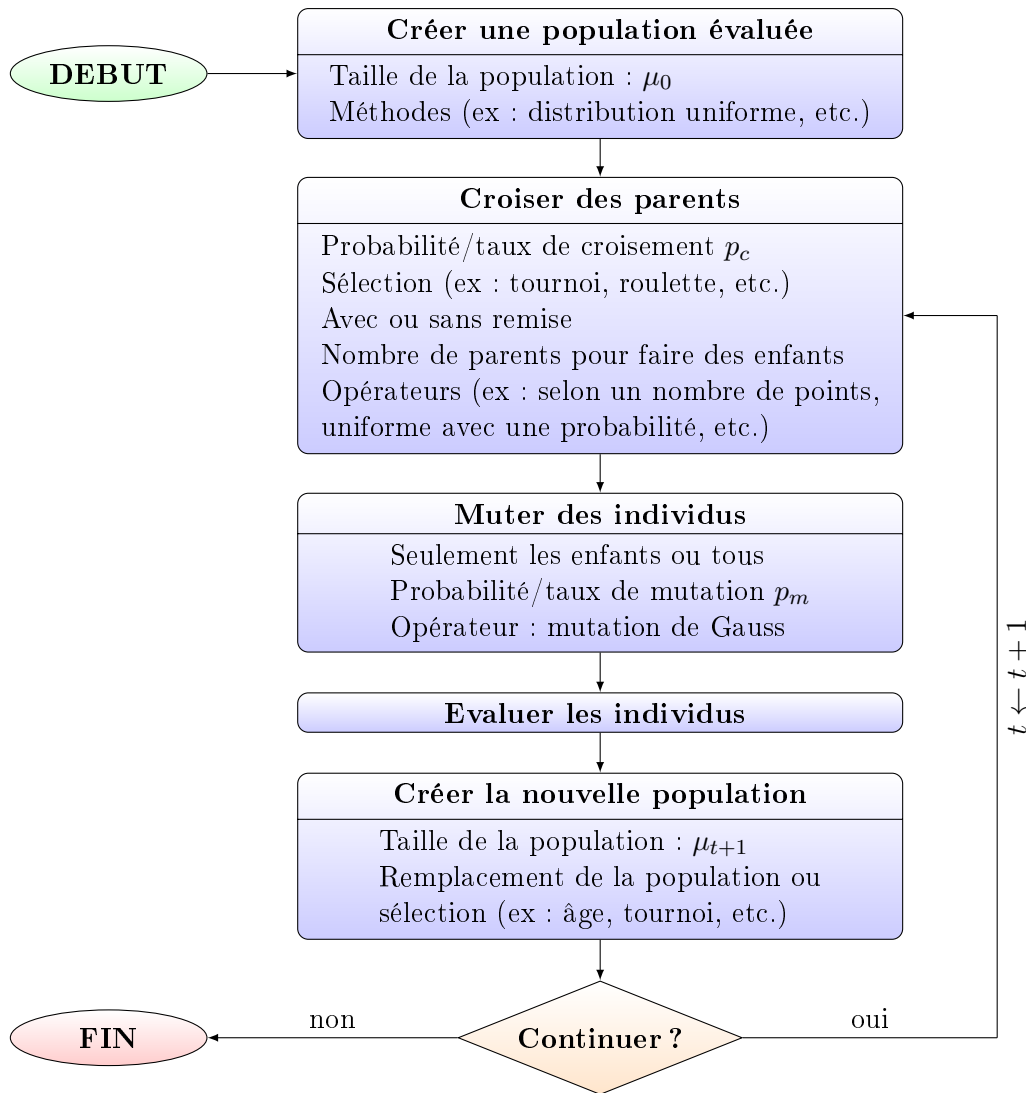 DEBUT
Créer une population évaluée
Taille de la population : μ₀
Méthodes (ex : distribution uniforme, etc.)
Croiser des parents
Probabilité/taux de croisement p_c
Sélection (ex : tournoi, roulette, etc.)
Avec ou sans remise
Nombre de parents pour faire des enfants
Opérateurs (ex : selon un nombre de points,
uniforme avec une probabilité, etc.)
Muter des individus
Seulement les enfants ou tous
Probabilité/taux de mutation p_m
Opérateur : mutation de Gauss
Evaluer les individus
Créer la nouvelle population
Taille de la population : μ_{t+1}
Remplacement de la population ou
sélection (ex : âge, tournoi, etc.)
Continuer ?
non
FIN
oui
t ← t + 1